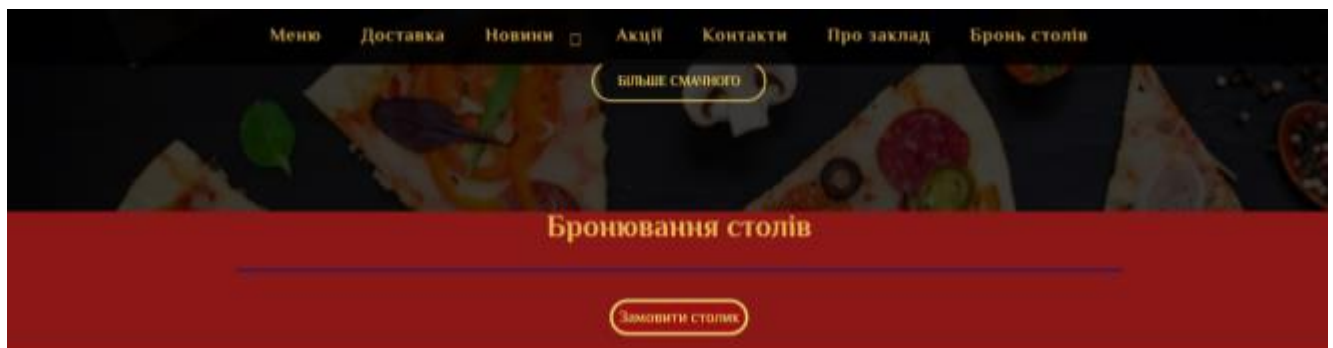 Меню Доставка Новини Акції Контакти Про заклад Бронь столів
БІЛЬШЕ СМАЧНОГО
Бронювання столів
Замовити столик